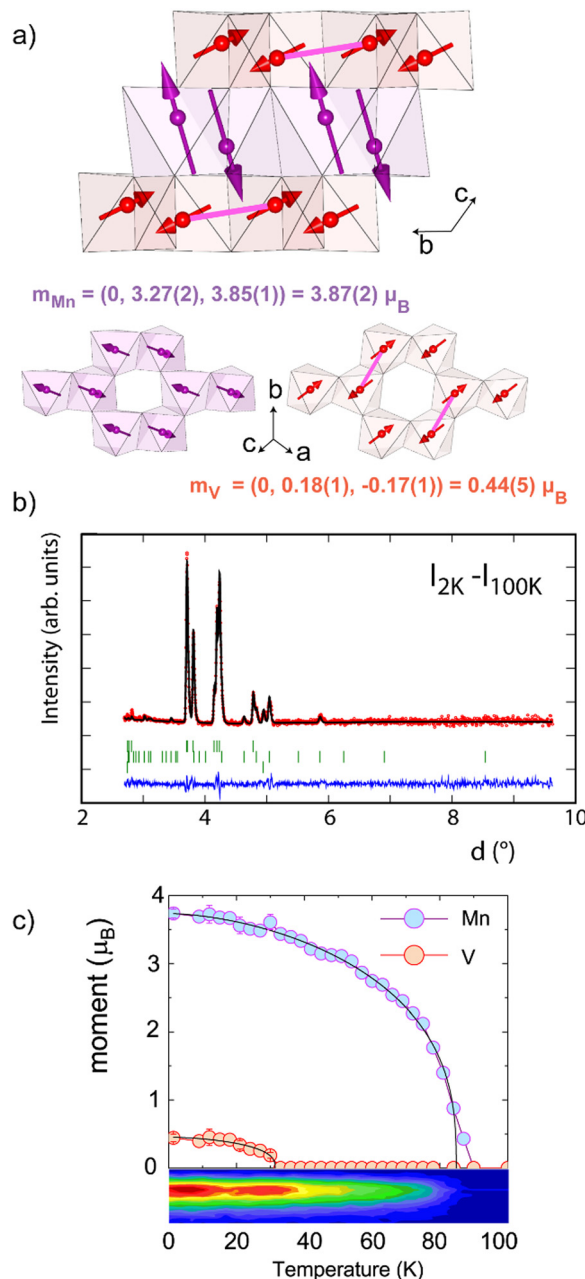 a)
c
b
m_Mn = (0, 3.27(2), 3.85(1)) = 3.87(2) μ_B
b
c
a
m_V = (0, 0.18(1), -0.17(1)) = 0.44(5) μ_B
b)
Intensity (arb. units)
I_2K -I_100K
2
4
6
8
10
d (°)
c)
moment (μ_B)
4
3
2
1
0
Mn
V
0
20
40
60
80
100
Temperature (K)